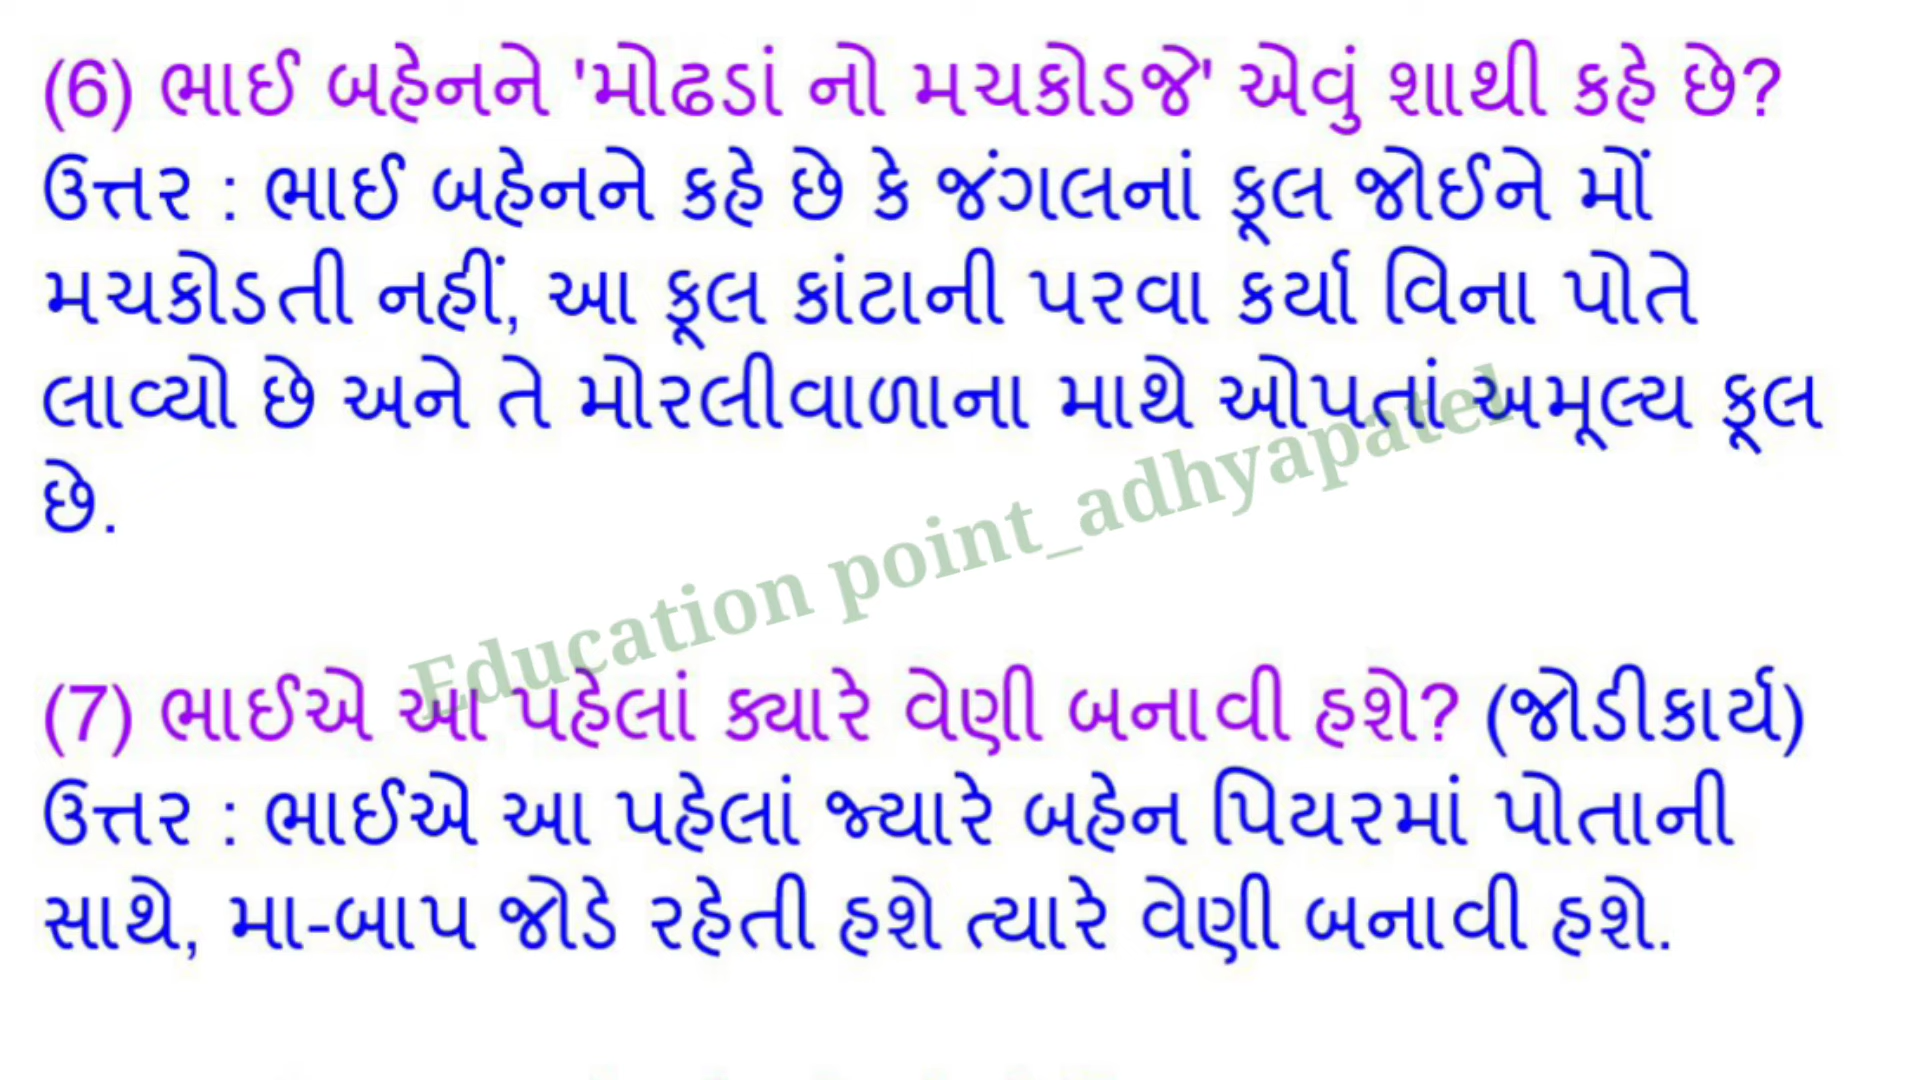 (6) ભાઈ બહેનને 'મોઢડાં નો મચકોડજે' એવું શાથી કહે છે?
ઉત્તર : ભાઈ બહેનને કહે છે કે જંગલનાં ફૂલ જોઈને મોં
મચકોડતી નહીં, આ ફૂલ કાંટાની પરવા કર્યા વિના પોતે
લાવ્યો છે અને તે મોરલીવાળાના માથે ઓપતાં અમૂલ્ય ફૂલ
છે.
Education point_adhyapatel
(7) ભાઈએ આ પહેલાં ક્યારે વેણી બનાવી હશે? (જોડીકાર્ય)
ઉત્તર : ભાઈએ આ પહેલાં જ્યારે બહેન પિયરમાં પોતાની
સાથે, મા-બાપ જોડે રહેતી હશે ત્યારે વેણી બનાવી હશે.